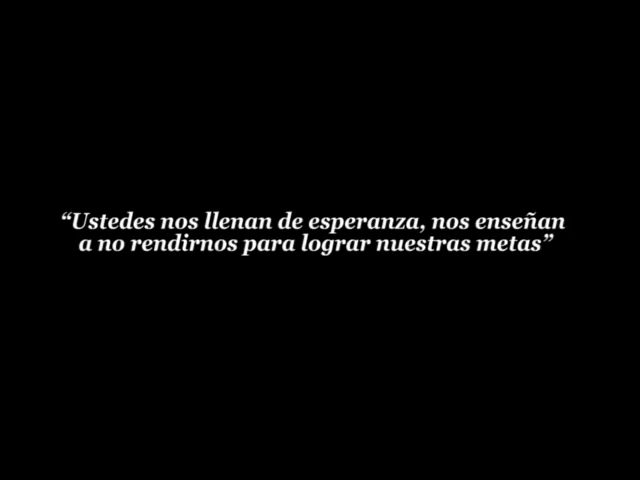 “Ustedes nos llenan de esperanza, nos enseñan
a no rendirnos para lograr nuestras metas”